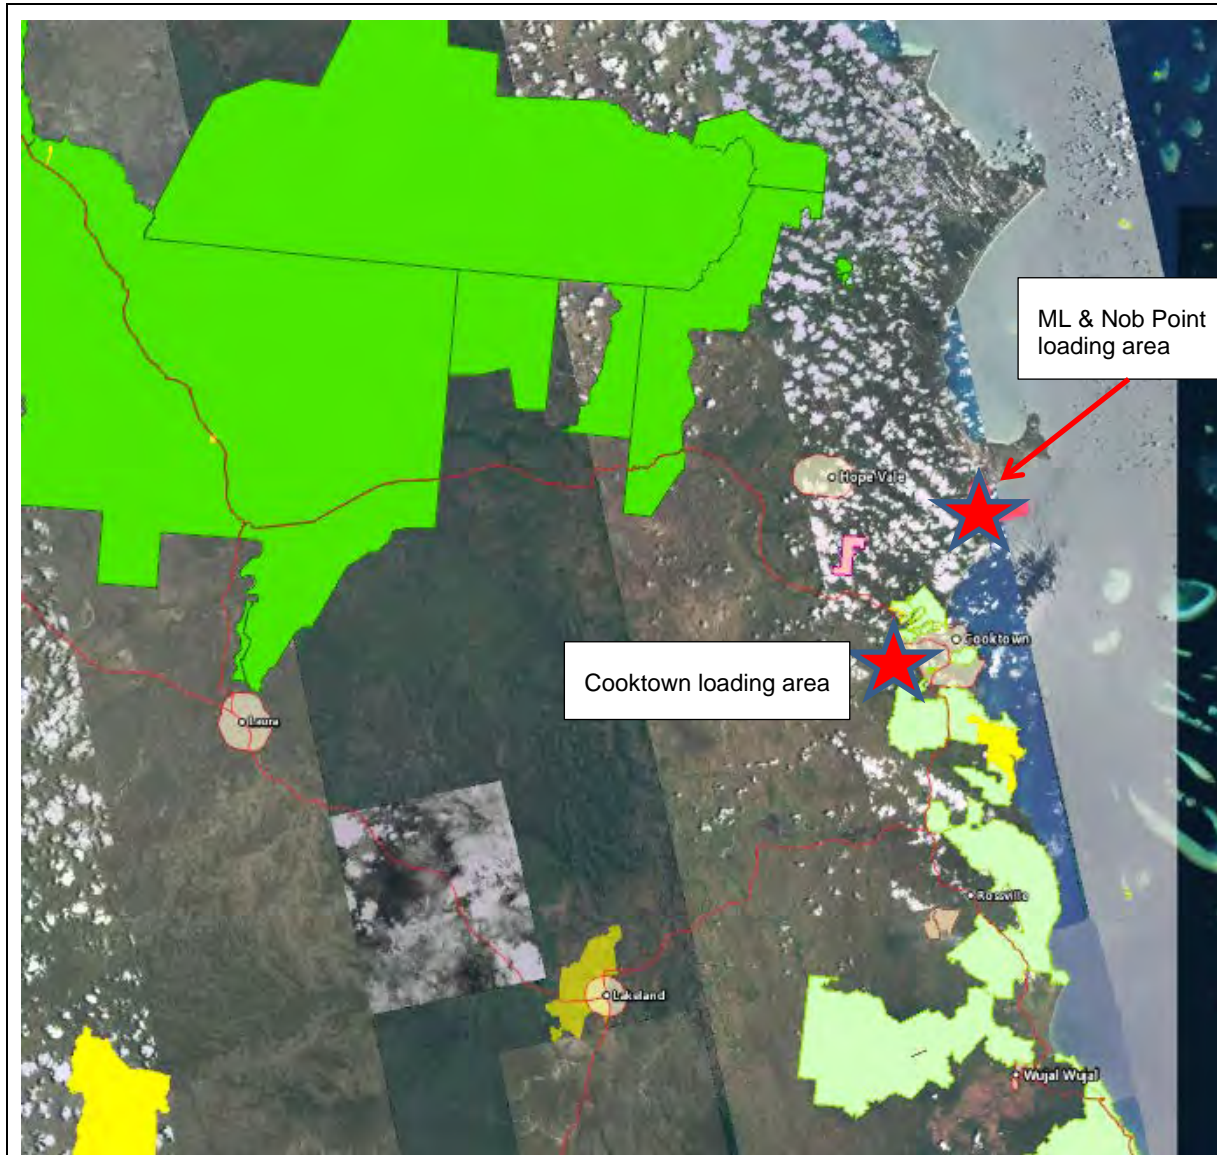 ML & Nob Point
loading area
Hope Vale
Cooktown
Cooktown loading area
Laura
Rossville
Lakeland
Wujal Wujal